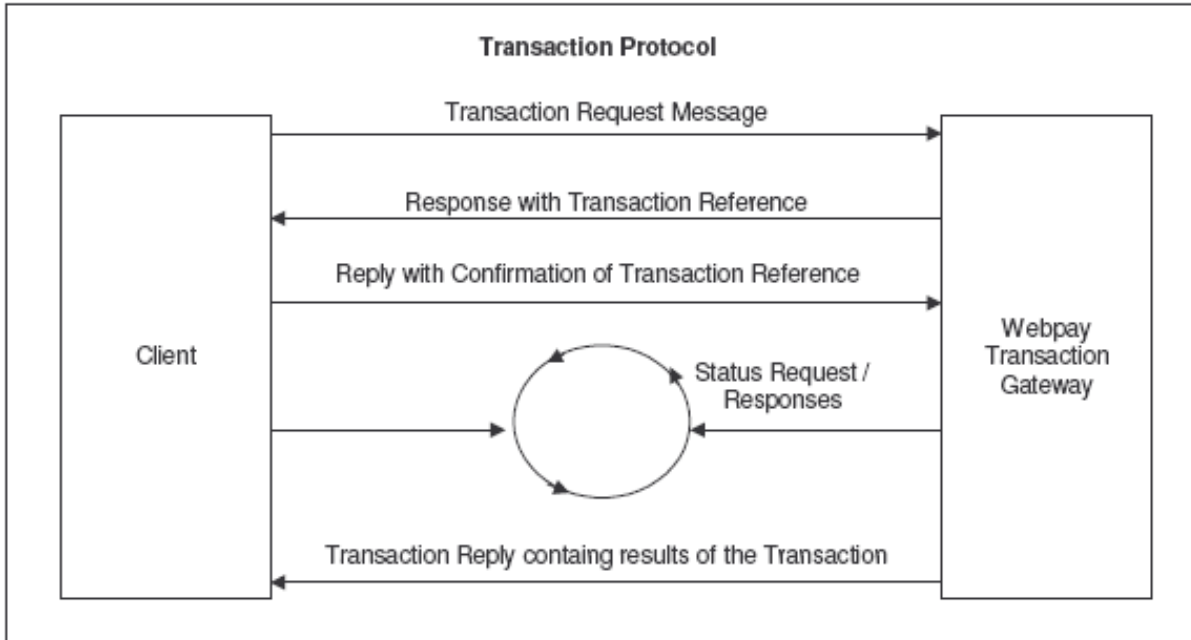 Transaction Protocol
Transaction Request Message
Response with Transaction Reference
Reply with Confirmation of Transaction Reference
Client
Webpay
Transaction
Gateway
Status Request /
Responses
Transaction Reply containg results of the Transaction